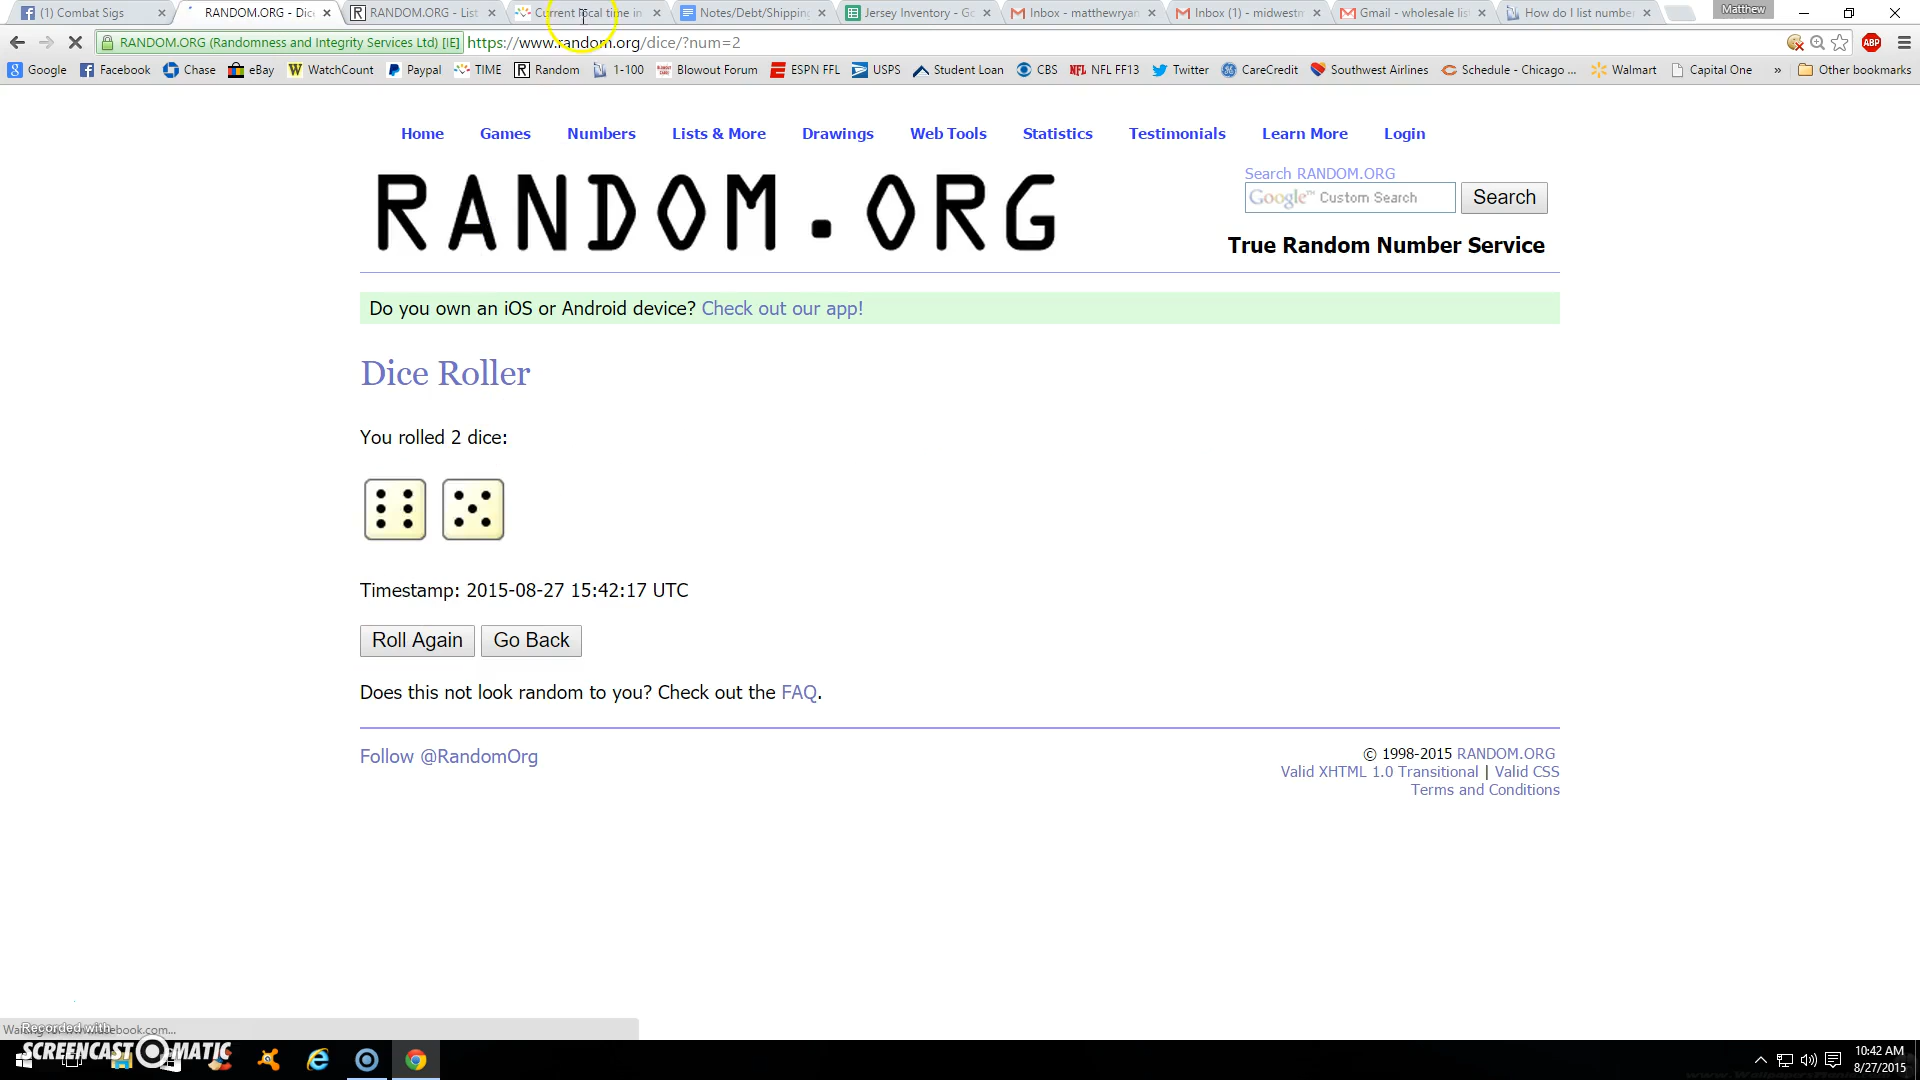 (1) Combat Sigs
RANDOM.ORG - Dic
RANDOM.ORG - List
Current local time in
Notes/Debt/Shipping
Jersey Inventory - Go
Inbox - matthewryan
Inbox (1) - midwestm
Gmail - wholesale lis
How do I list number
Matthew
RANDOM.ORG (Randomness and Integrity Services Ltd) [IE]
https://www.random.org/dice/?num=2
ABP
Google
Facebook
Chase
eBay
WatchCount
Paypal
TIME
Random
1-100
Blowout Forum
ESPN FFL
USPS
Student Loan
CBS
NFL FF13
Twitter
CareCredit
Southwest Airlines
Schedule - Chicago ...
Walmart
Capital One
»
Other bookmarks
Home
Games
Numbers
Lists & More
Drawings
Web Tools
Statistics
Testimonials
Learn More
Login
RANDOM.ORG
Search RANDOM.ORG
Google™ Custom Search
Search
True Random Number Service
Do you own an iOS or Android device? Check out our app!
Dice Roller
You rolled 2 dice:
Timestamp: 2015-08-27 15:42:17 UTC
Roll Again
Go Back
Does this not look random to you? Check out the FAQ.
Follow @RandomOrg
© 1998-2015 RANDOM.ORG
Valid XHTML 1.0 Transitional | Valid CSS
Terms and Conditions
Recorded with
SCREENCAST-O-MATIC
10:42 AM
8/27/2015